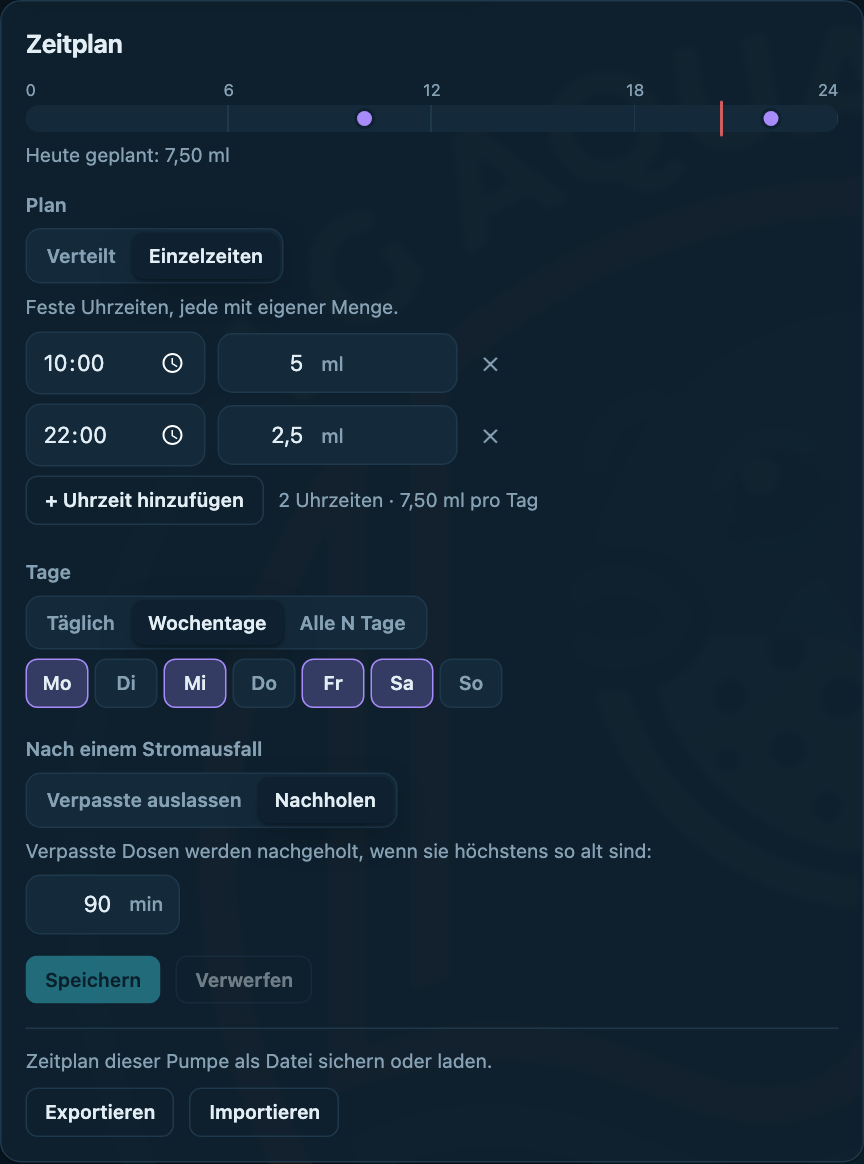 Zeitplan
0 6 12 18 24
Heute geplant: 7,50 ml
Plan
Verteilt Einzelzeiten
Feste Uhrzeiten, jede mit eigener Menge.
10:00 5 ml ×
22:00 2,5 ml ×
+ Uhrzeit hinzufügen 2 Uhrzeiten · 7,50 ml pro Tag
Tage
Täglich Wochentage Alle N Tage
Mo Di Mi Do Fr Sa So
Nach einem Stromausfall
Verpasste auslassen Nachholen
Verpasste Dosen werden nachgeholt, wenn sie höchstens so alt sind:
90 min
Speichern Verwerfen
Zeitplan dieser Pumpe als Datei sichern oder laden.
Exportieren Importieren